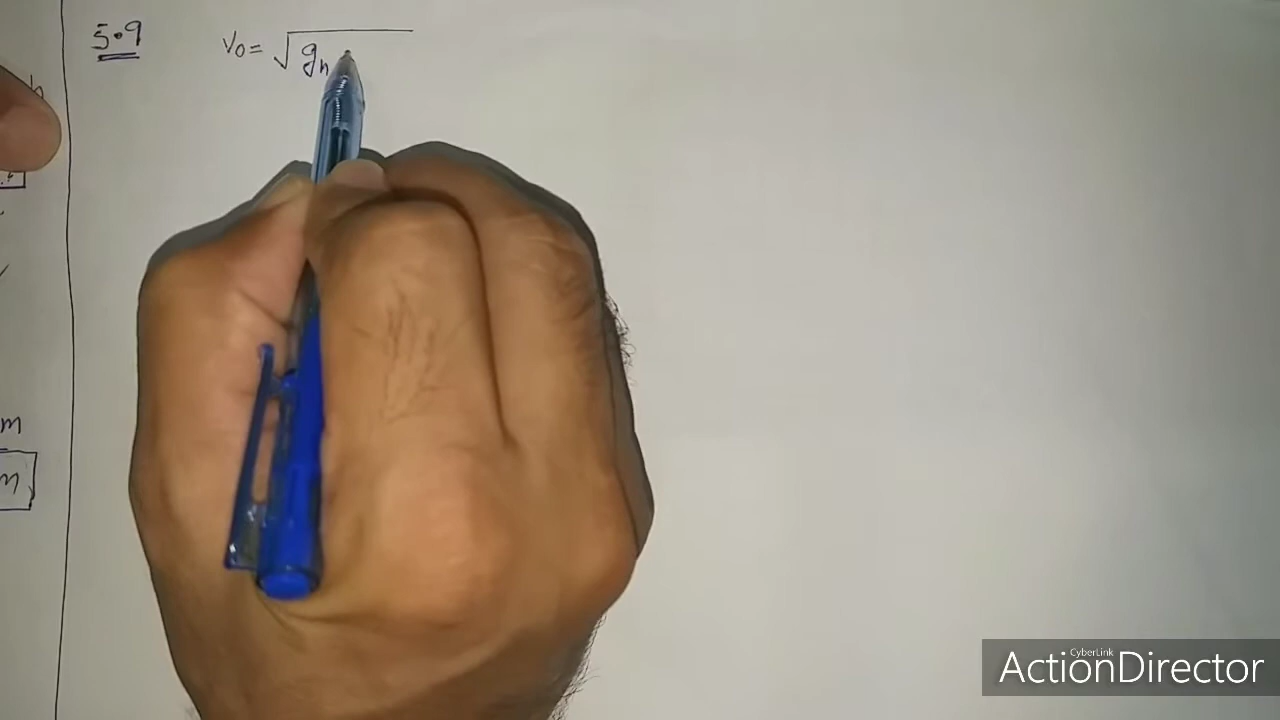 5.9
V₀ = √gₕ
m
m
CyberLink
ActionDirector